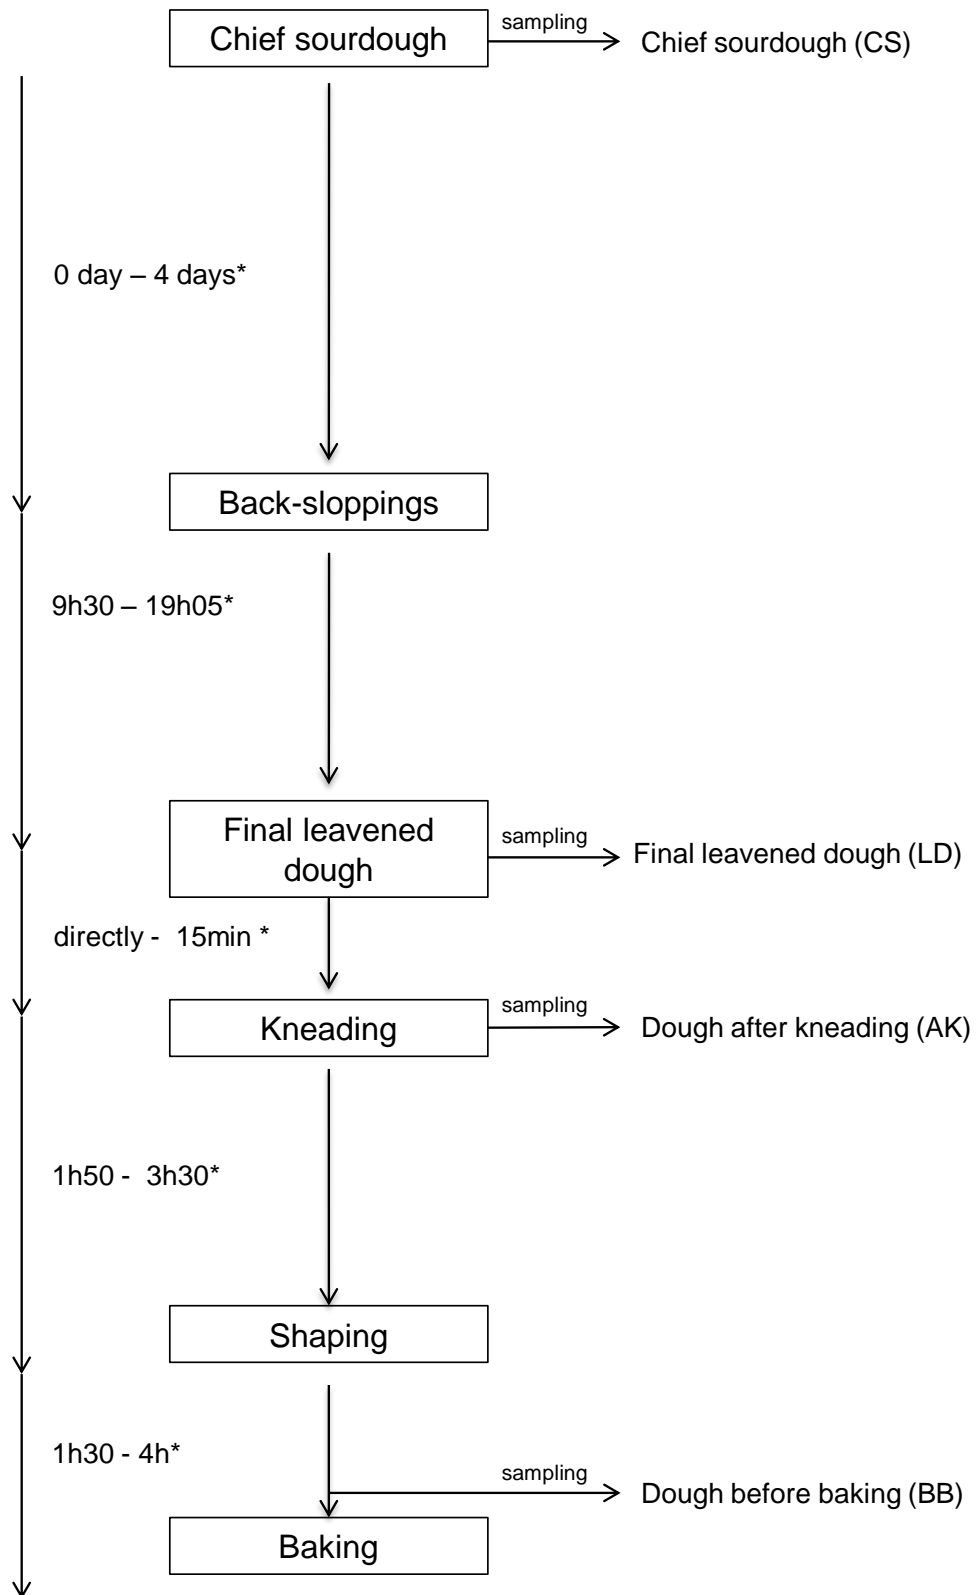 Chief sourdough
sampling
Chief sourdough (CS)
0 day – 4 days*
Back-sloppings
9h30 – 19h05*
Final leavened
dough
sampling
Final leavened dough (LD)
directly - 15min *
Kneading
sampling
Dough after kneading (AK)
1h50 - 3h30*
Shaping
1h30 - 4h*
sampling
Dough before baking (BB)
Baking